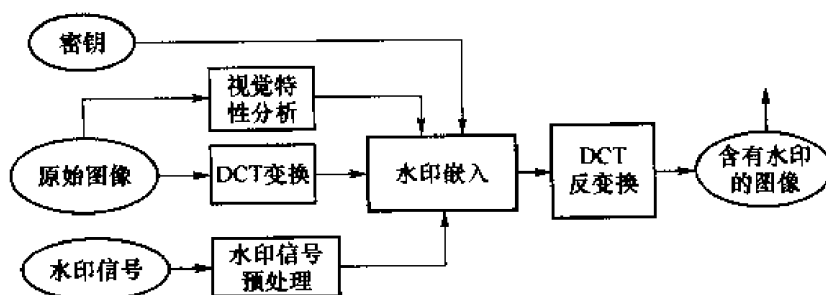 密钥
视觉特
性分析
原始图像
DCT变换
水印嵌入
DCT
反变换
含有水印
的图像
水印信号
水印信号
预处理